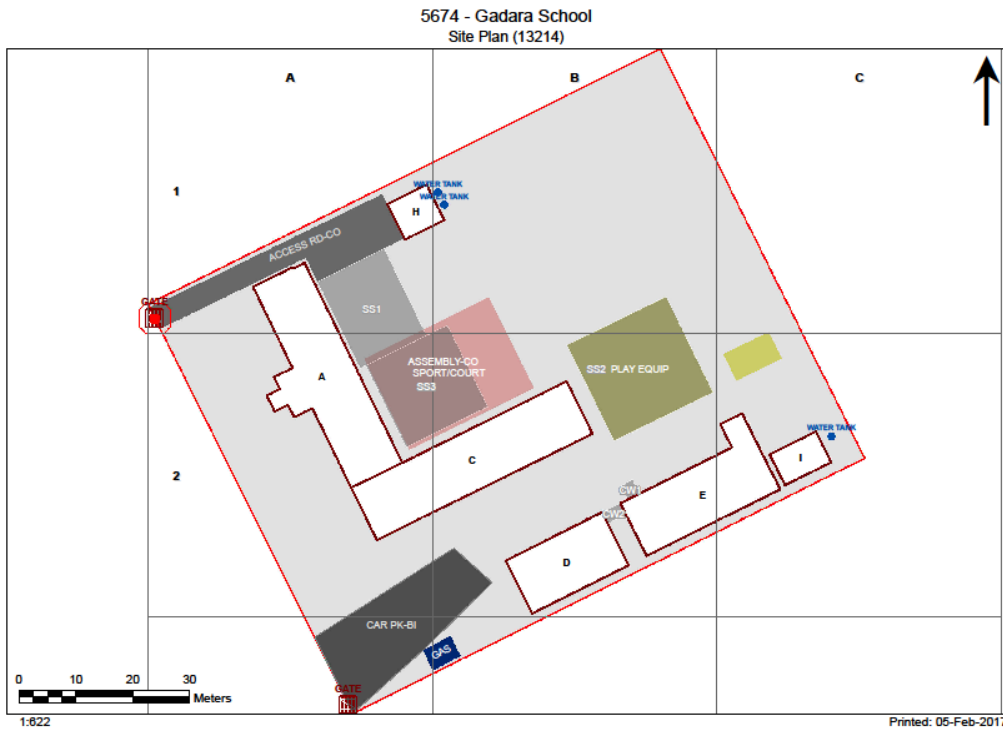 5674 - Gadara School
Site Plan (13214)
A
B
C
1
WATER TANK
WATER TANK
H
ACCESS RD-CO
GATE
SS1
ASSEMBLY-CO
SPORT/COURT
SS3
SS2 PLAY EQUIP
A
WATER TANK
2
C
I
CW1
E
CW2
D
CAR PK-BI
GAS
0 10 20 30
Meters
GATE
1:622
Printed: 05-Feb-2017